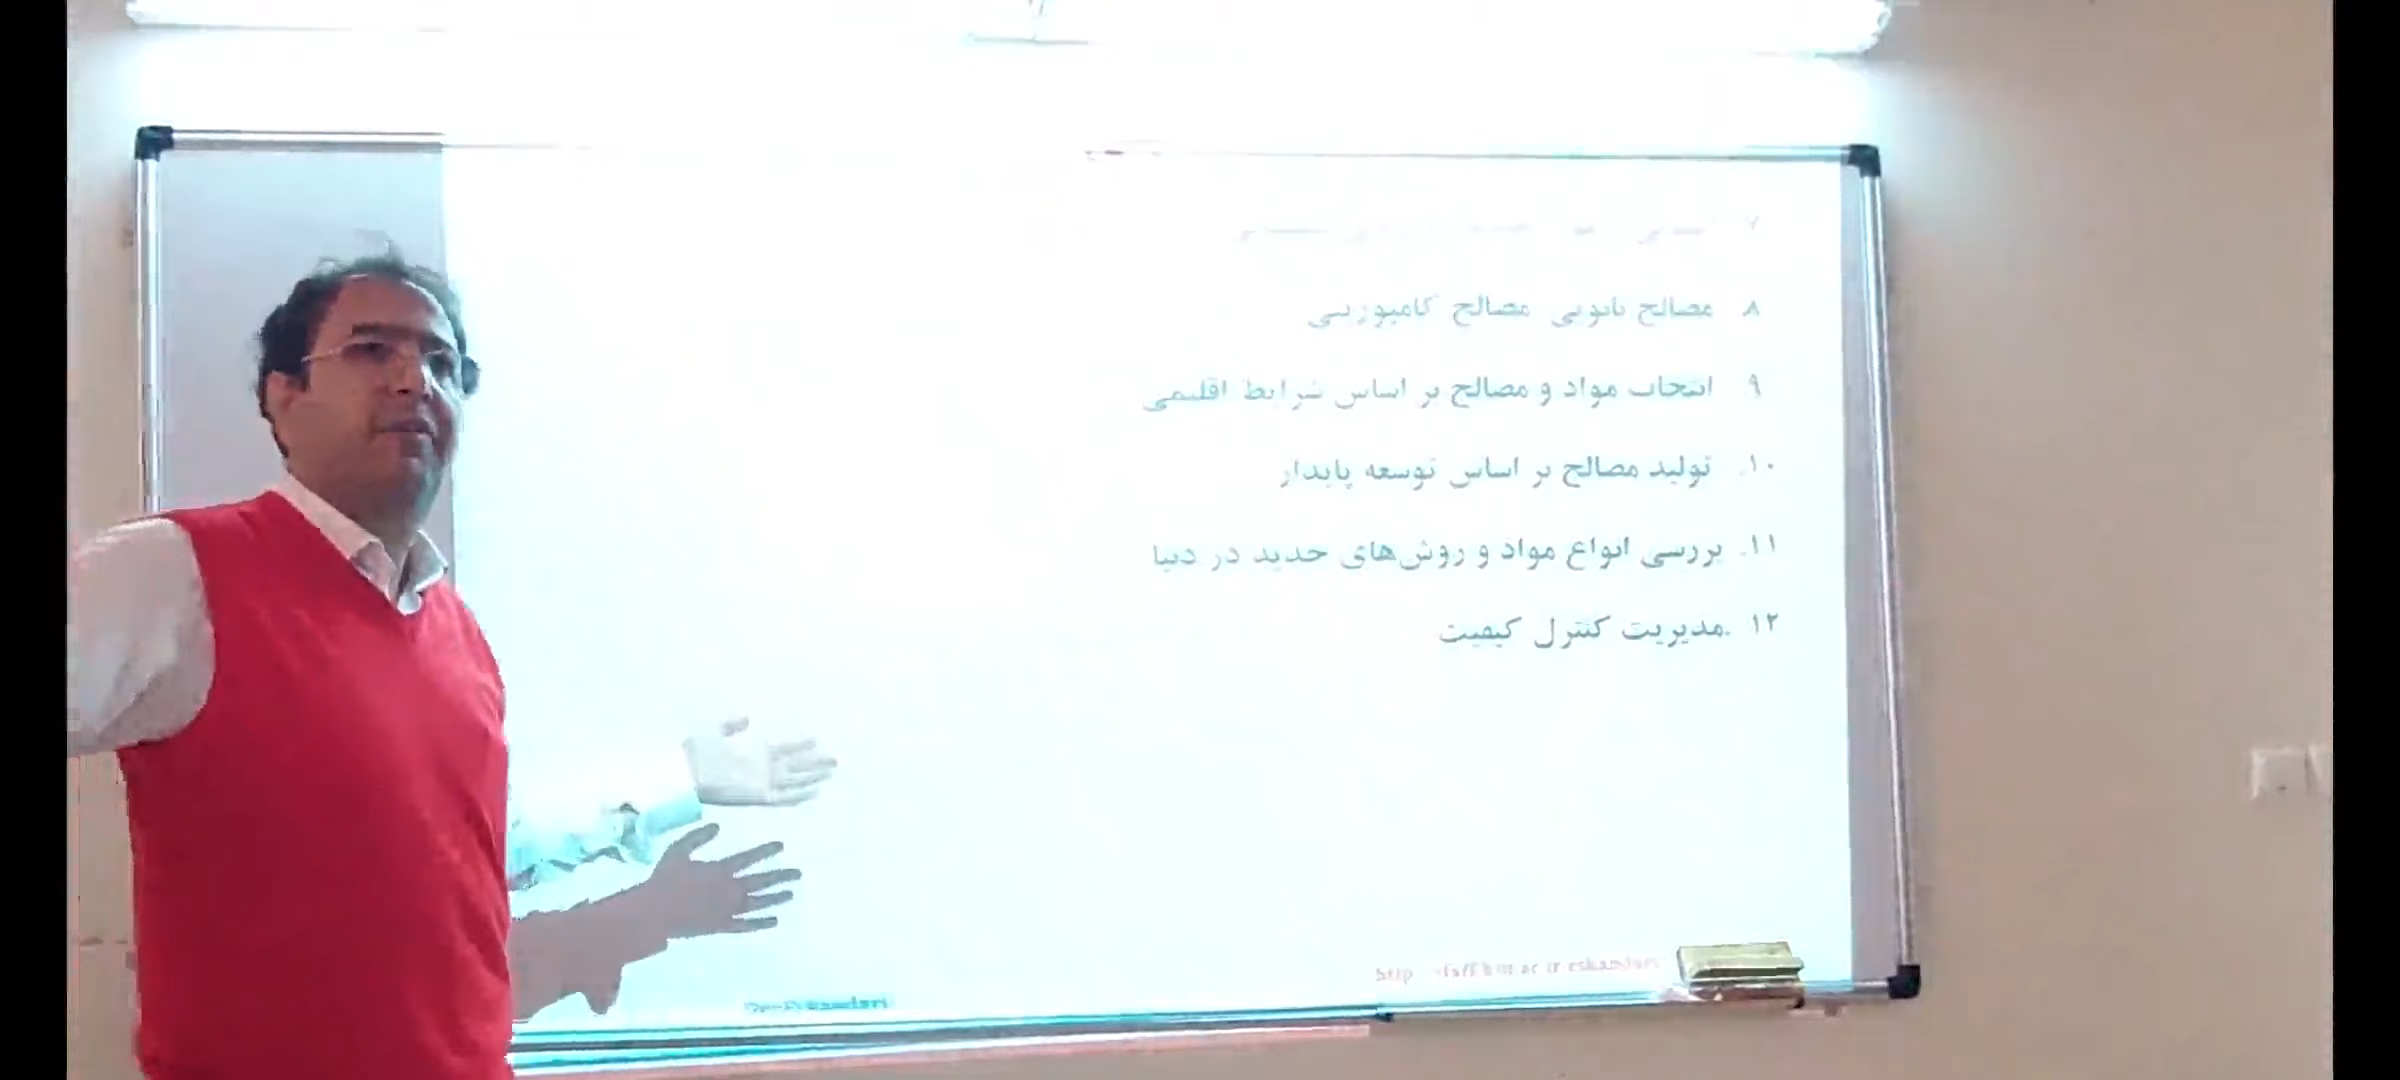 ۷
۸. مصالح نانویی مصالح کامپوزیتی
۹. انتخاب مواد و مصالح بر اساس شرایط اقلیمی
۱۰. تولید مصالح بر اساس توسعه پایدار
۱۱. بررسی انواع مواد و روش‌های جدید در دنیا
۱۲. مدیریت کنترل کیفیت